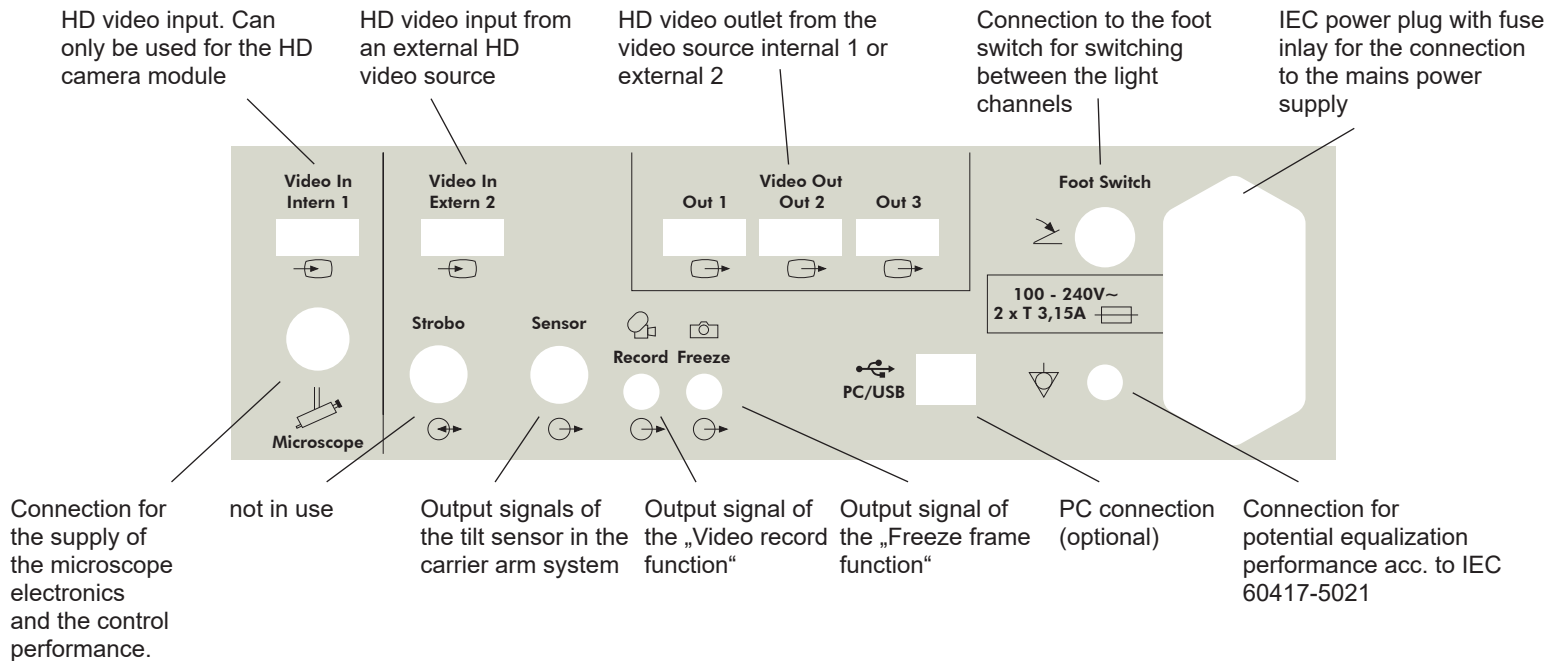 HD video input. Can
only be used for the HD
camera module
HD video input from
an external HD
video source
HD video outlet from the
video source internal 1 or
external 2
Connection to the foot
switch for switching
between the light
channels
IEC power plug with fuse
inlay for the connection
to the mains power
supply
Video In
Intern 1
Video In
Extern 2
Video Out
Out 1
Out 2
Out 3
Foot Switch
100 - 240V~
2 x T 3,15A
Strobo
Sensor
Record
Freeze
PC/USB
Microscope
Connection for
the supply of
the microscope
electronics
and the control
performance.
not in use
Output signals of
the tilt sensor in the
carrier arm system
Output signal of
the „Video record
function“
Output signal of
the „Freeze frame
function“
PC connection
(optional)
Connection for
potential equalization
performance acc. to IEC
60417-5021